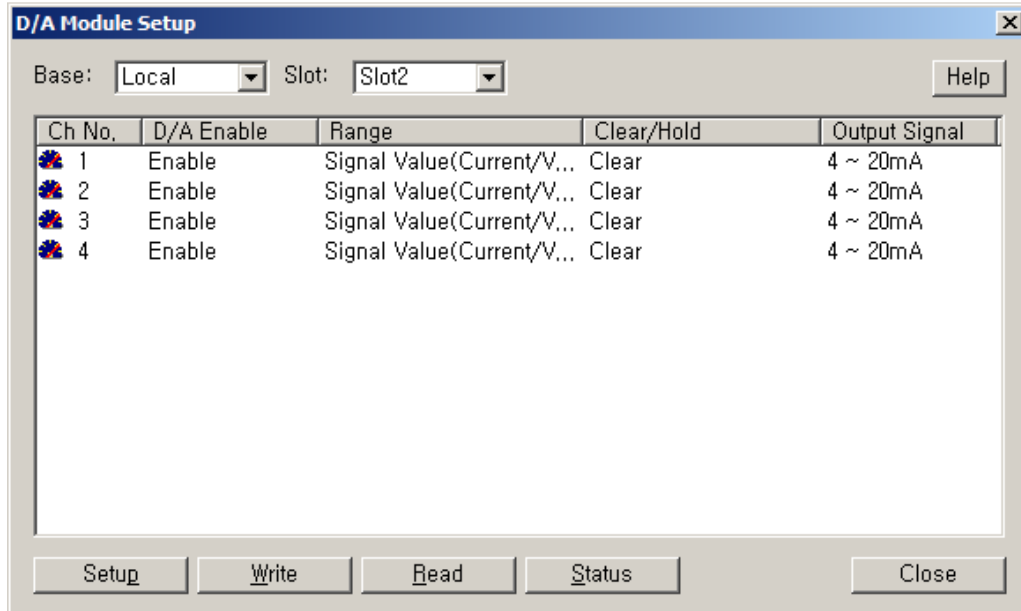 D/A Module Setup
Base: Local Slot: Slot2 Help
Ch No, D/A Enable Range Clear/Hold Output Signal
1 Enable Signal Value(Current/V,,, Clear 4 ~ 20mA
2 Enable Signal Value(Current/V,,, Clear 4 ~ 20mA
3 Enable Signal Value(Current/V,,, Clear 4 ~ 20mA
4 Enable Signal Value(Current/V,,, Clear 4 ~ 20mA
Setup Write Read Status Close